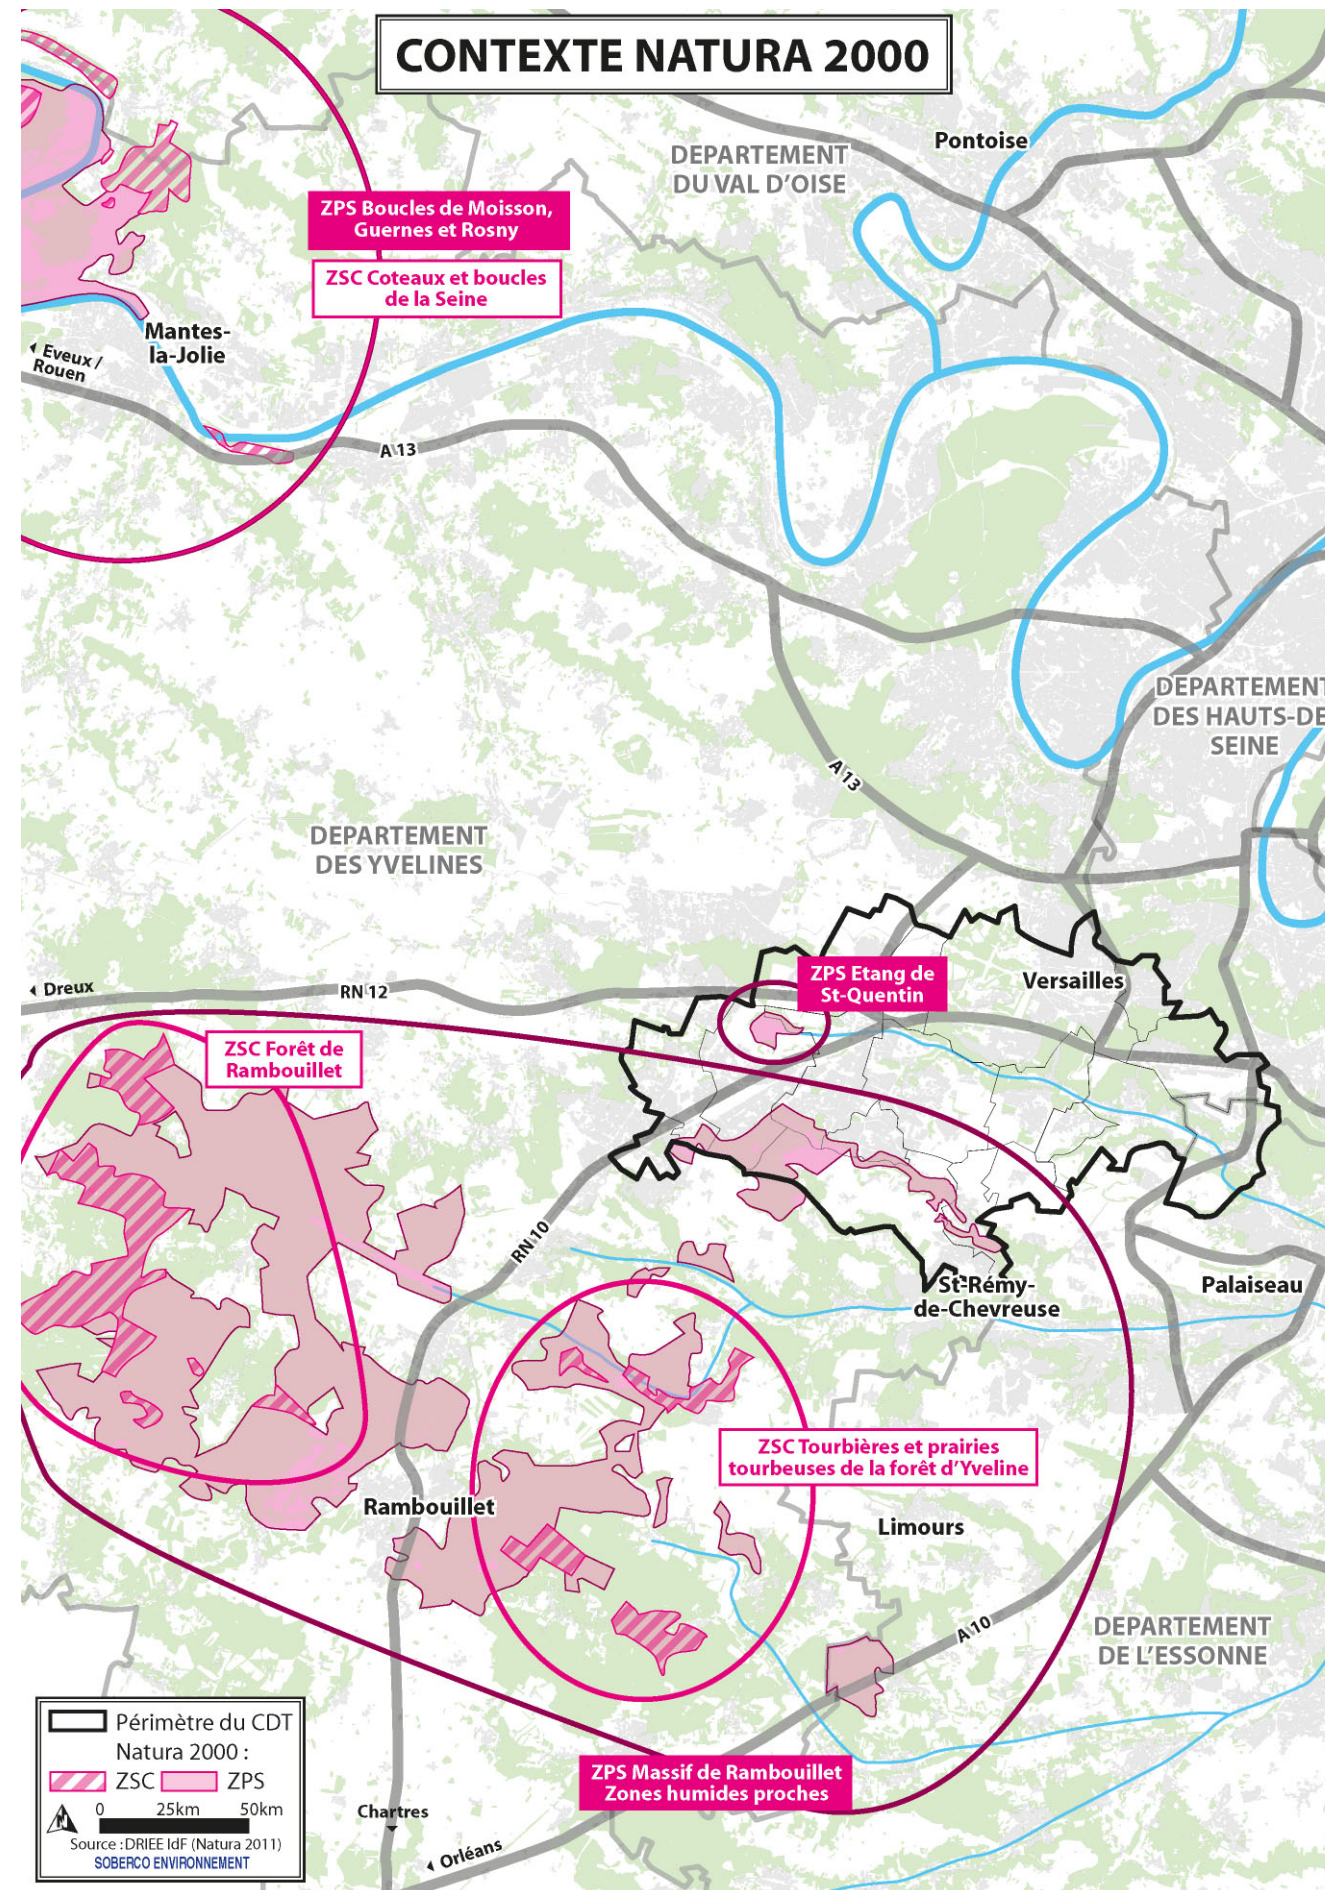 CONTEXTE NATURA 2000
Pontoise
DEPARTEMENT
DU VAL D'OISE
ZPS Boucles de Moisson,
Guernes et Rosny
ZSC Coteaux et boucles
de la Seine
Mantes-
la-Jolie
Eveux /
Rouen
A 13
DEPARTEMENT
DES HAUTS-DE
SEINE
A 13
DEPARTEMENT
DES YVELINES
ZPS Etang de
St-Quentin
Versailles
Dreux
RN 12
ZSC Forêt de
Rambouillet
RN 10
St-Rémy-
de-Chevreuse
Palaiseau
ZSC Tourbières et prairies
tourbeuses de la forêt d'Yveline
Rambouillet
Limours
A 10
DEPARTEMENT
DE L'ESSONNE
ZPS Massif de Rambouillet
Zones humides proches
Chartres
Orléans
Périmètre du CDT
Natura 2000 :
ZSC ZPS
0 25km 50km
N
Source : DRIEE IdF (Natura 2011)
SOBERCO ENVIRONNEMENT